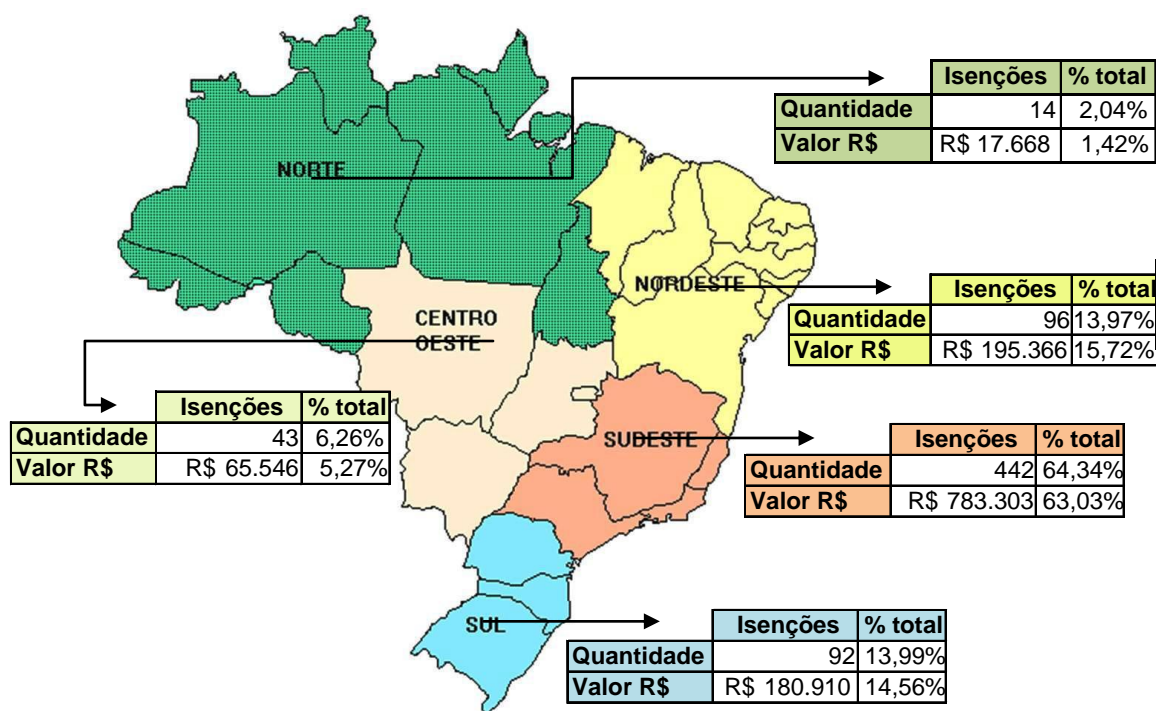 Isenções % total
Quantidade 14 2,04%
Valor R$ R$ 17.668 1,42%
NORTE
NORDESTE
Isenções % total
Quantidade 96 13,97%
Valor R$ R$ 195.366 15,72%
CENTRO
OESTE
Isenções % total
Quantidade 43 6,26%
Valor R$ R$ 65.546 5,27%
SUDESTE
Isenções % total
Quantidade 442 64,34%
Valor R$ R$ 783.303 63,03%
SUL
Isenções % total
Quantidade 92 13,99%
Valor R$ R$ 180.910 14,56%